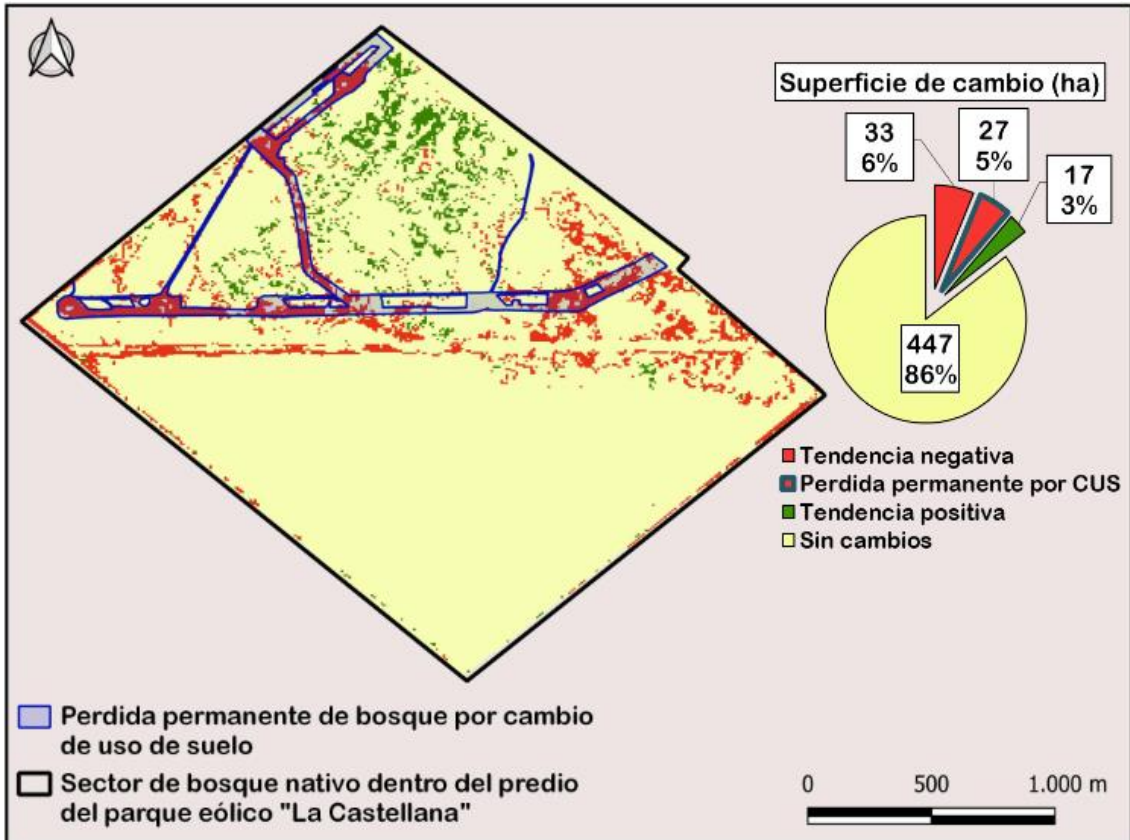 Superficie de cambio (ha)
33
6%
27
5%
17
3%
447
86%
Tendencia negativa
Perdida permanente por CUS
Tendencia positiva
Sin cambios
Perdida permanente de bosque por cambio
de uso de suelo
Sector de bosque nativo dentro del predio
del parque eólico "La Castellana"
0 500 1.000 m